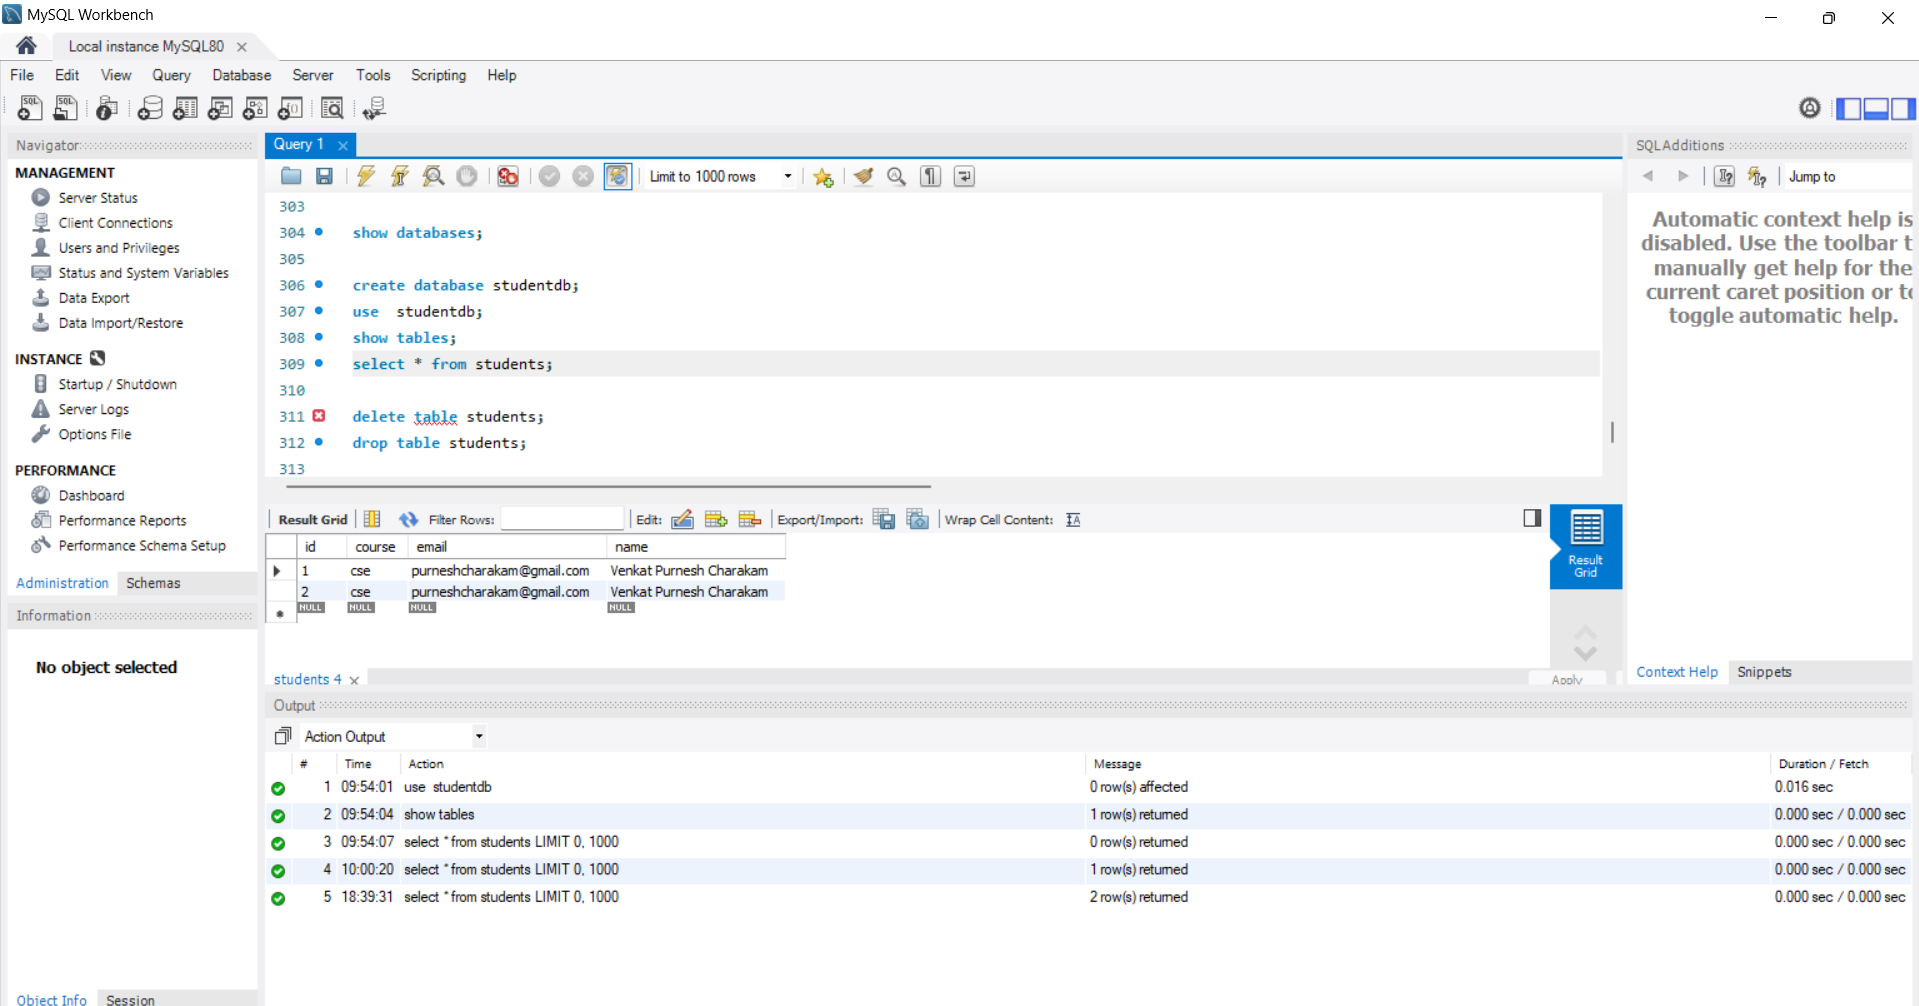 MySQL Workbench
Local instance MySQL80
File Edit View Query Database Server Tools Scripting Help
Navigator
MANAGEMENT
Server Status
Client Connections
Users and Privileges
Status and System Variables
Data Export
Data Import/Restore
INSTANCE
Startup / Shutdown
Server Logs
Options File
PERFORMANCE
Dashboard
Performance Reports
Performance Schema Setup
Administration Schemas
Information
No object selected
Object Info Session
Query 1
Limit to 1000 rows
303
304 show databases;
305
306 create database studentdb;
307 use  studentdb;
308 show tables;
309 select * from students;
310
311 delete table students;
312 drop table students;
313
Result Grid Filter Rows: Edit: Export/Import: Wrap Cell Content:
id course email name
1 cse purneshcharakam@gmail.com Venkat Purnesh Charakam
2 cse purneshcharakam@gmail.com Venkat Purnesh Charakam
NULL NULL NULL NULL
Result
Grid
students 4
Apply
SQLAdditions
Jump to
Automatic context help is
disabled. Use the toolbar t
manually get help for the
current caret position or to
toggle automatic help.
Context Help Snippets
Output
Action Output
# Time Action Message Duration / Fetch
1 09:54:01 use  studentdb 0 row(s) affected 0.016 sec
2 09:54:04 show tables 1 row(s) returned 0.000 sec / 0.000 sec
3 09:54:07 select * from students LIMIT 0, 1000 0 row(s) returned 0.000 sec / 0.000 sec
4 10:00:20 select * from students LIMIT 0, 1000 1 row(s) returned 0.000 sec / 0.000 sec
5 18:39:31 select * from students LIMIT 0, 1000 2 row(s) returned 0.000 sec / 0.000 sec